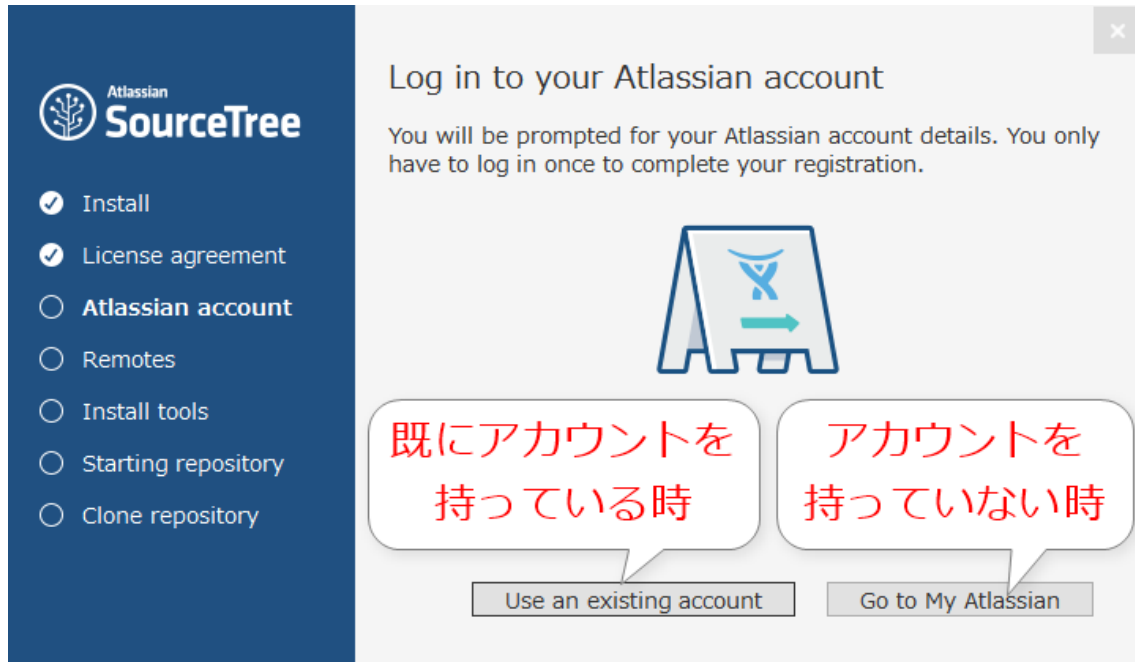 Atlassian
SourceTree
Install
License agreement
Atlassian account
Remotes
Install tools
Starting repository
Clone repository
Log in to your Atlassian account
You will be prompted for your Atlassian account details. You only
have to log in once to complete your registration.
既にアカウントを
持っている時
アカウントを
持っていない時
Use an existing account
Go to My Atlassian